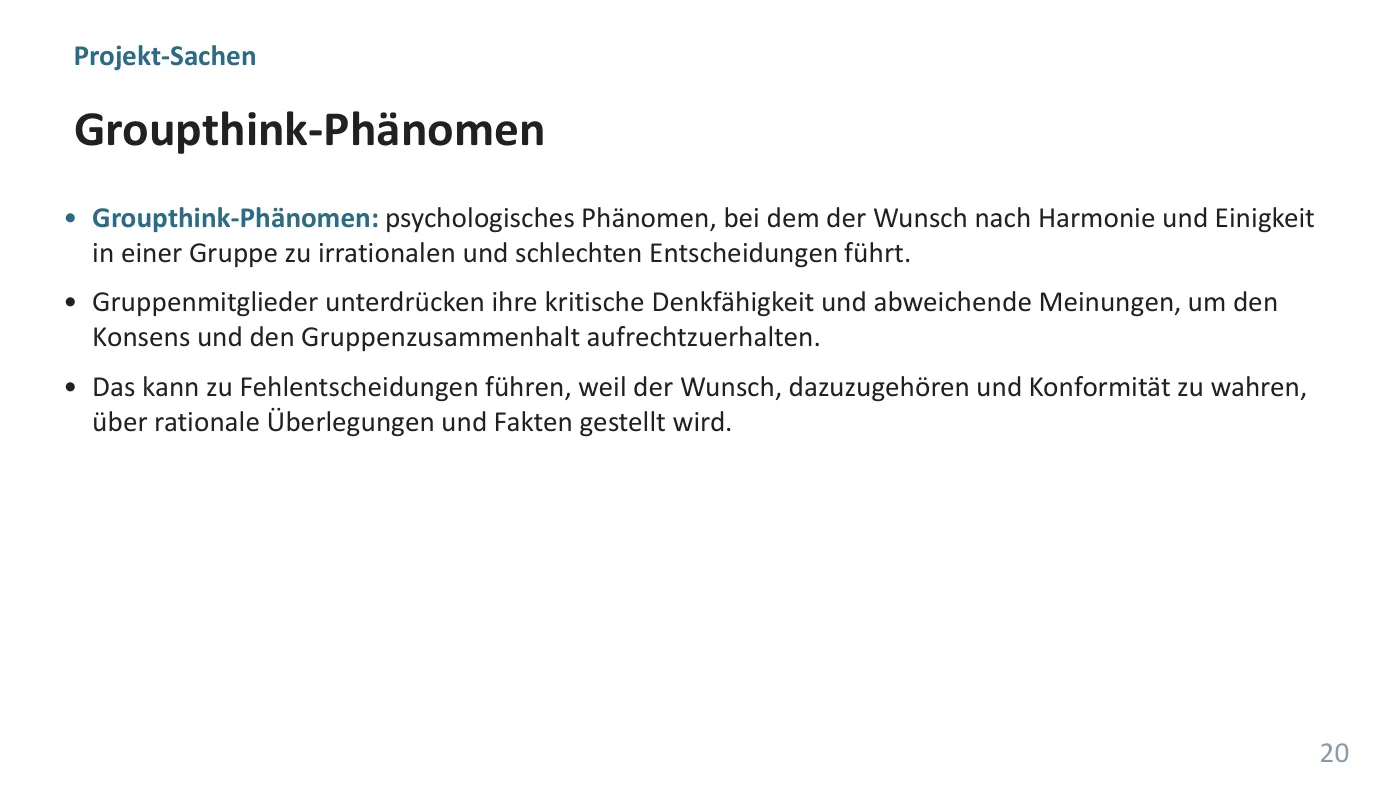 Projekt-Sachen
Groupthink-Phänomen
• Groupthink-Phänomen: psychologisches Phänomen, bei dem der Wunsch nach Harmonie und Einigkeit
in einer Gruppe zu irrationalen und schlechten Entscheidungen führt.
• Gruppenmitglieder unterdrücken ihre kritische Denkfähigkeit und abweichende Meinungen, um den
Konsens und den Gruppenzusammenhalt aufrechtzuerhalten.
• Das kann zu Fehlentscheidungen führen, weil der Wunsch, dazuzugehören und Konformität zu wahren,
über rationale Überlegungen und Fakten gestellt wird.
20